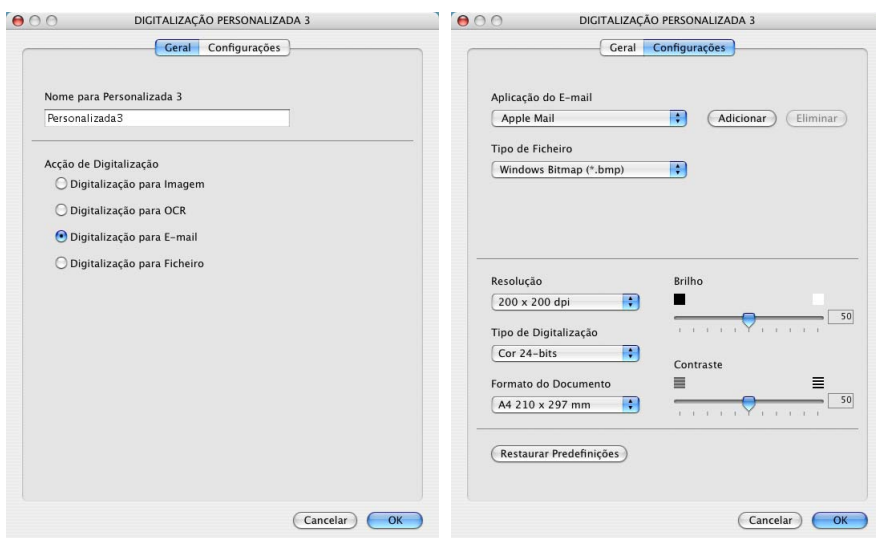 DIGITALIZAÇÃO PERSONALIZADA 3
Geral Configurações
Nome para Personalizada 3
Personalizada3
Acção de Digitalização
Digitalização para Imagem
Digitalização para OCR
Digitalização para E-mail
Digitalização para Ficheiro
Cancelar OK
DIGITALIZAÇÃO PERSONALIZADA 3
Geral Configurações
Aplicação do E-mail
Apple Mail Adicionar Eliminar
Tipo de Ficheiro
Windows Bitmap (*.bmp)
Resolução
200 x 200 dpi
Tipo de Digitalização
Cor 24-bits
Formato do Documento
A4 210 x 297 mm
Brilho
50
Contraste
50
Restaurar Predefinições
Cancelar OK